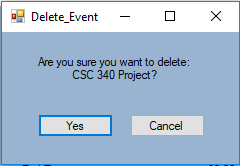 Delete_Event
Are you sure you want to delete:
CSC 340 Project?
Yes
Cancel